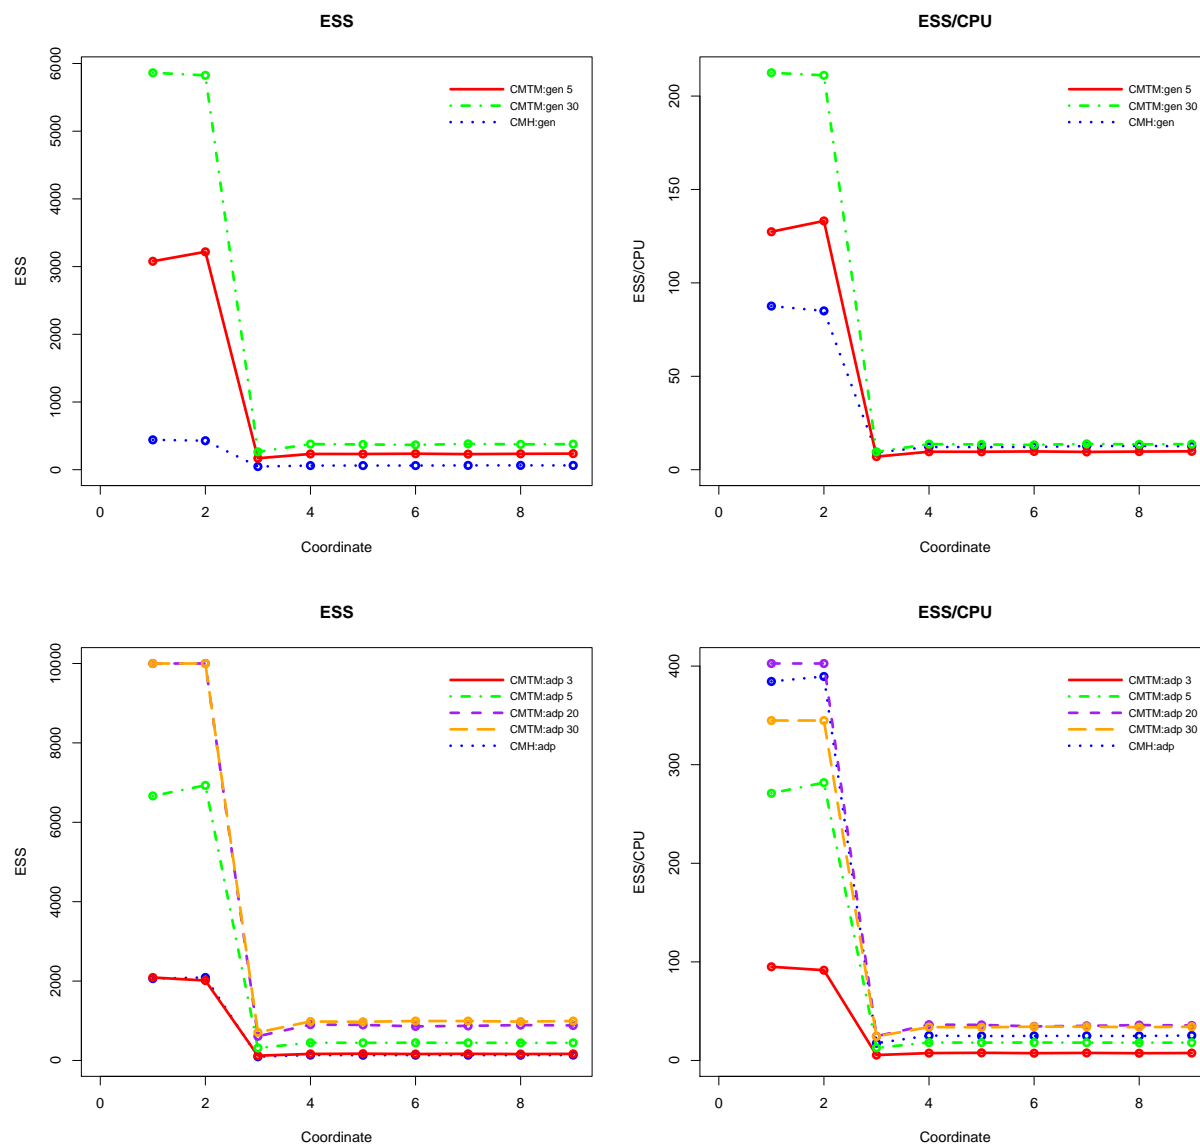 ESS
ESS
0 1000 2000 3000 4000 5000 6000
CMTM:gen 5
CMTM:gen 30
CMH:gen
0 2 4 6 8
Coordinate
ESS/CPU
ESS/CPU
0 50 100 150 200
CMTM:gen 5
CMTM:gen 30
CMH:gen
0 2 4 6 8
Coordinate
ESS
ESS
0 2000 4000 6000 8000 10000
CMTM:adp 3
CMTM:adp 5
CMTM:adp 20
CMTM:adp 30
CMH:adp
0 2 4 6 8
Coordinate
ESS/CPU
ESS/CPU
0 100 200 300 400
CMTM:adp 3
CMTM:adp 5
CMTM:adp 20
CMTM:adp 30
CMH:adp
0 2 4 6 8
Coordinate